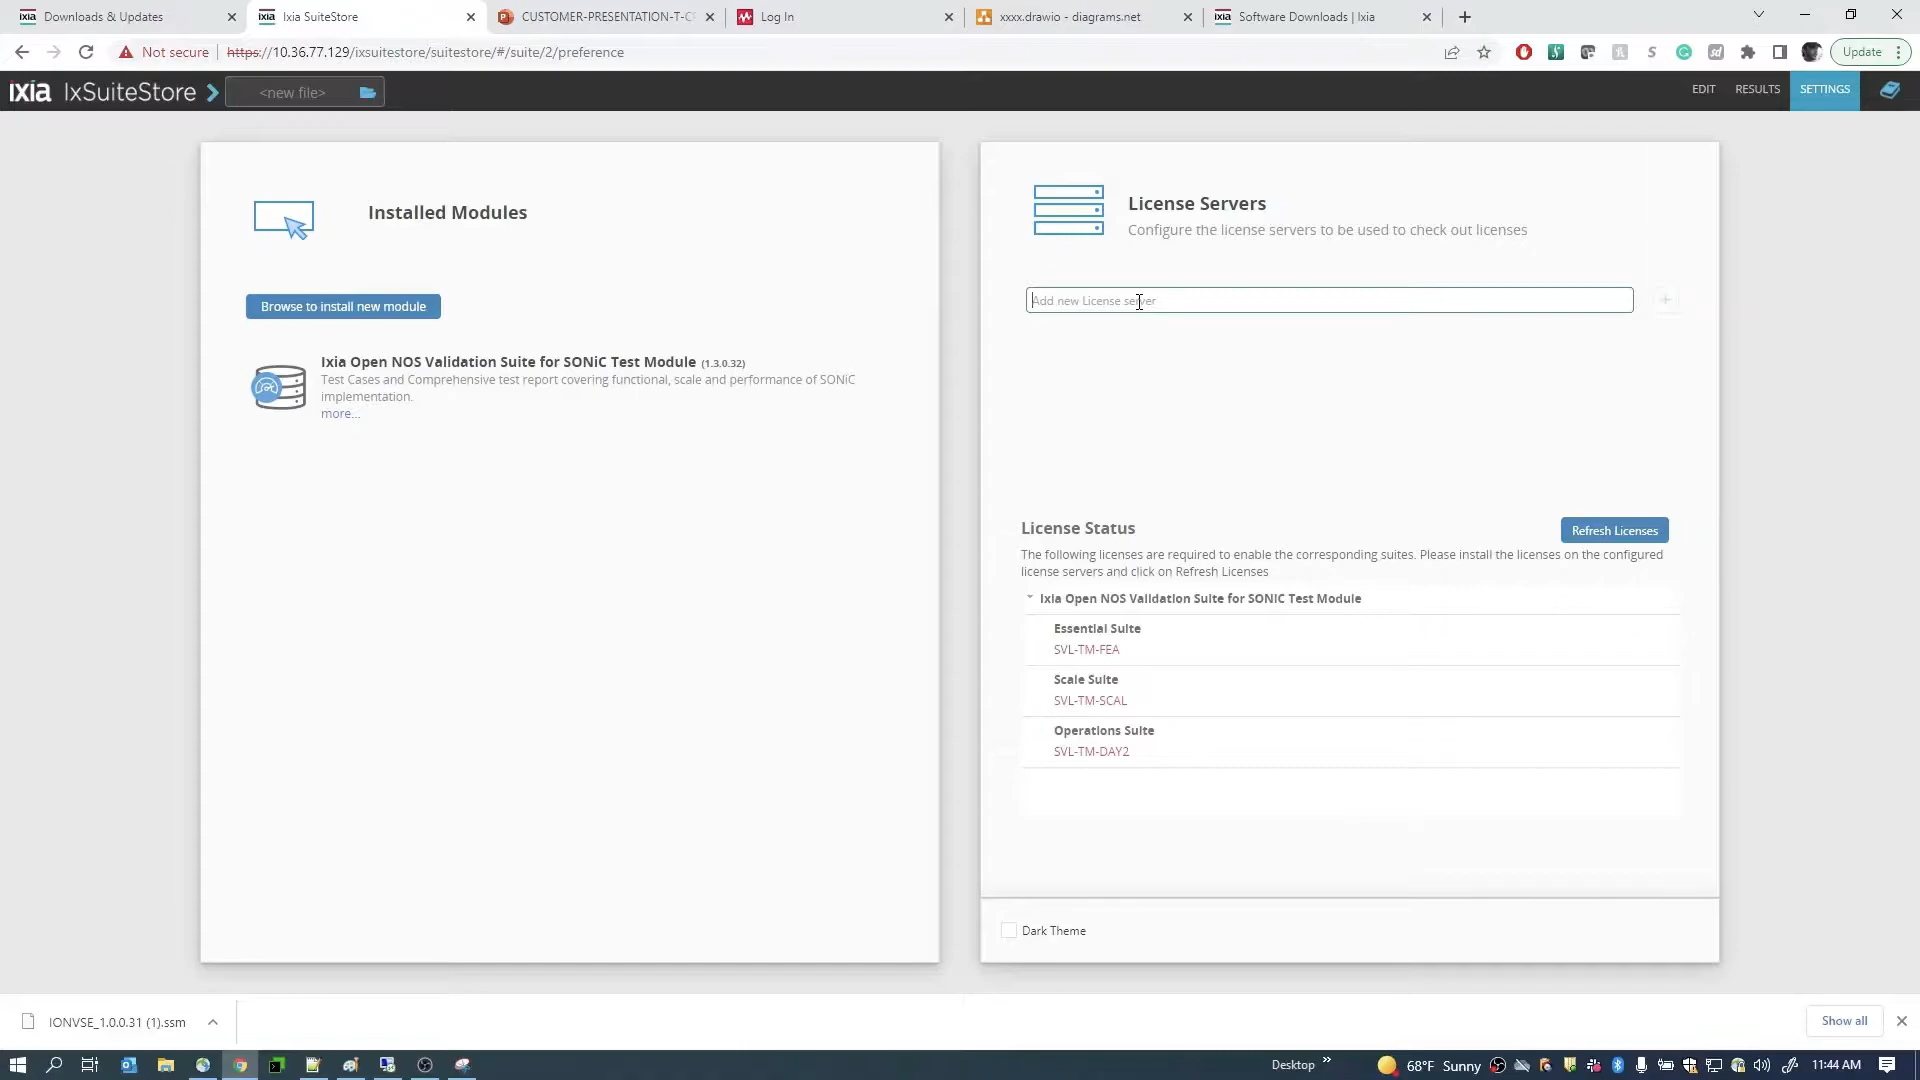 Downloads & Updates
ixia Ixia SuiteStore
CUSTOMER-PRESENTATION-T-C
Log In
xxxx.drawio - diagrams.net
ixia Software Downloads | Ixia
Not secure https://10.36.77.129/ixsuitestore/suitestore/#/suite/2/preference
Update
ixia IxSuiteStore
<new file>
EDIT
RESULTS
SETTINGS
Installed Modules
Browse to install new module
Ixia Open NOS Validation Suite for SONiC Test Module (1.3.0.32)
Test Cases and Comprehensive test report covering functional, scale and performance of SONiC
implementation.
more...
License Servers
Configure the license servers to be used to check out licenses
Add new License server
License Status
Refresh Licenses
The following licenses are required to enable the corresponding suites. Please install the licenses on the configured
license servers and click on Refresh Licenses
Ixia Open NOS Validation Suite for SONiC Test Module
Essential Suite
SVL-TM-FEA
Scale Suite
SVL-TM-SCAL
Operations Suite
SVL-TM-DAY2
Dark Theme
IONVSE_1.0.0.31 (1).ssm
Show all
Desktop
68°F Sunny
11:44 AM